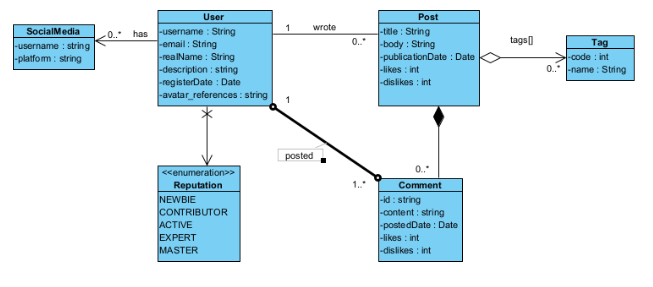 User
-username : String
-email : String
-realName : String
-description : string
-registerDate : Date
-avatar_references : string
SocialMedia
-username : string
-platform : string
0..*
has
1
wrote
0..*
Post
-title : String
-body : String
-publicationDate : Date
-likes : int
-dislikes : int
tags[]
0..*
Tag
-code : int
-name : String
1
posted
1..*
0..*
<<enumeration>>
Reputation
NEWBIE
CONTRIBUTOR
ACTIVE
EXPERT
MASTER
Comment
-id : string
-content : string
-postedDate : Date
-likes : int
-dislikes : int